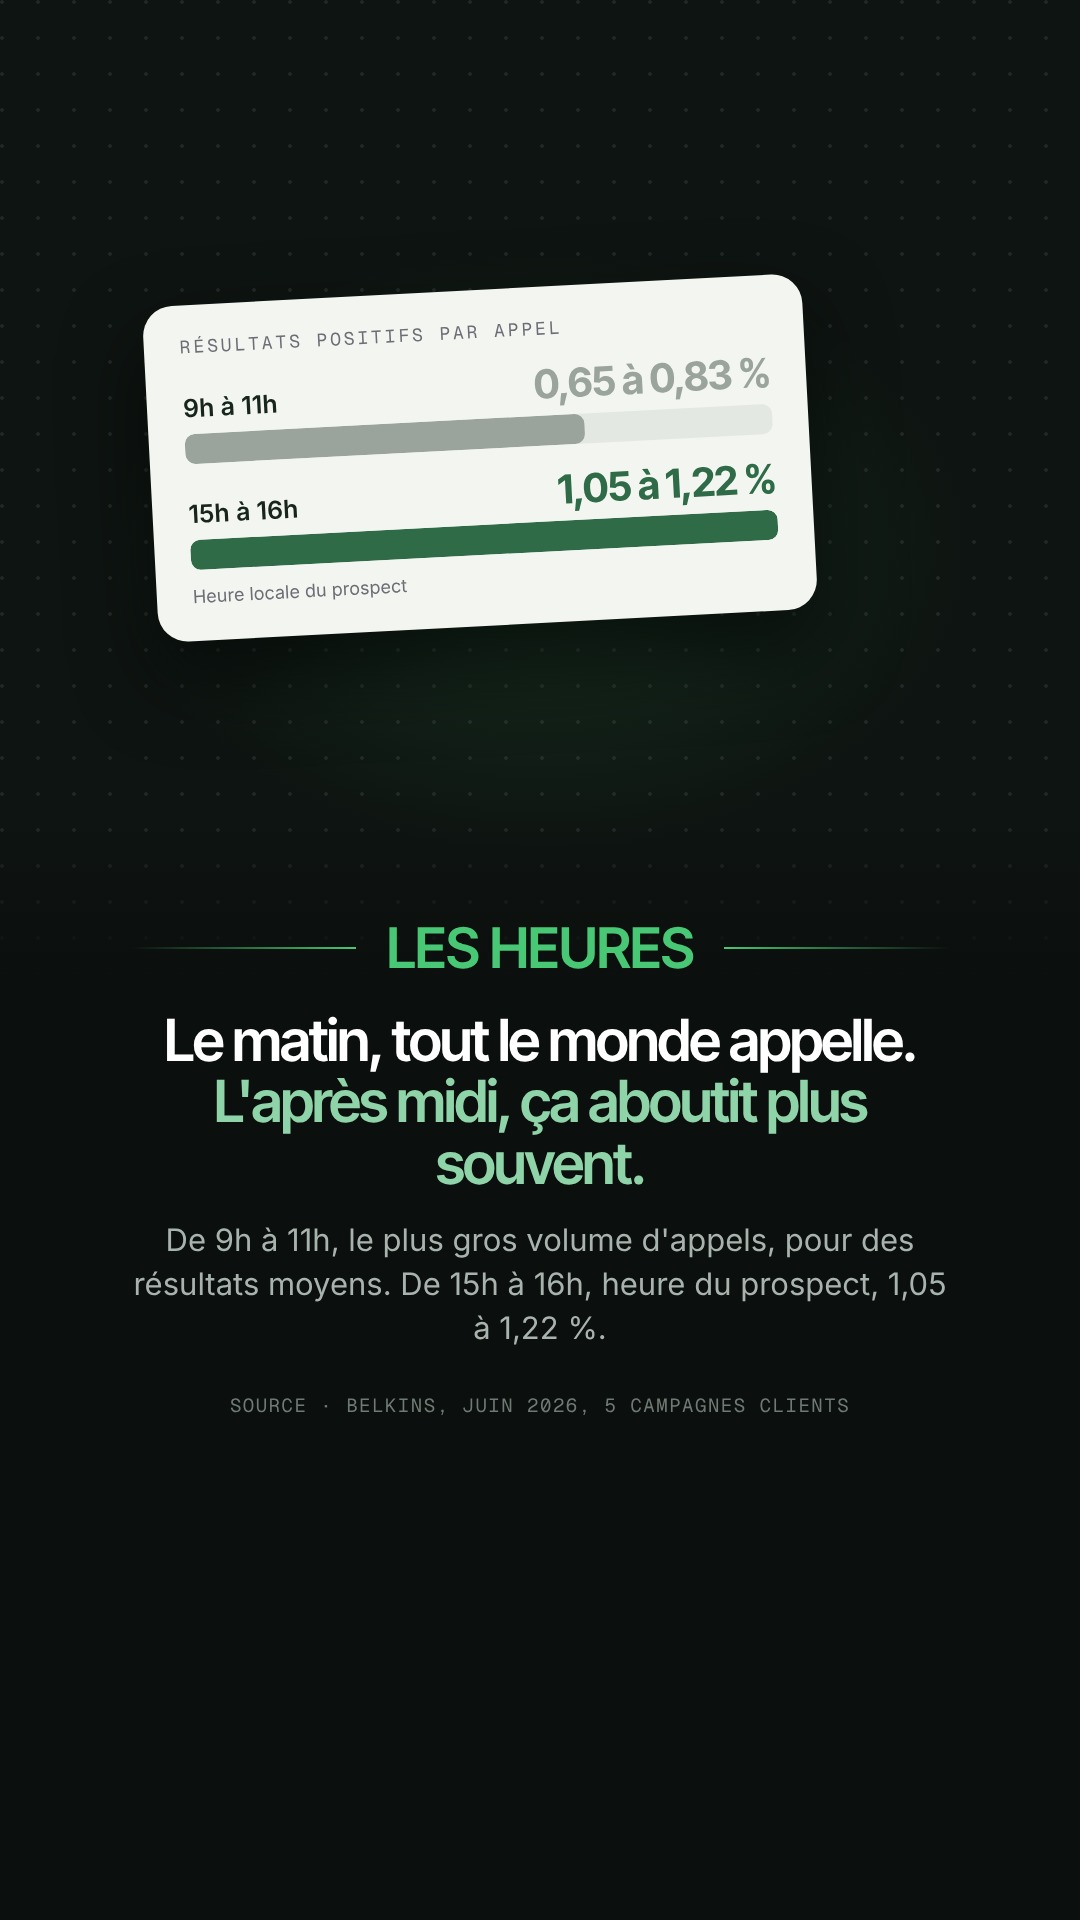 RÉSULTATS POSITIFS PAR APPEL
9h à 11h
0,65 à 0,83 %
15h à 16h
1,05 à 1,22 %
Heure locale du prospect
LES HEURES
Le matin, tout le monde appelle.
L'après midi, ça aboutit plus
souvent.
De 9h à 11h, le plus gros volume d'appels, pour des
résultats moyens. De 15h à 16h, heure du prospect, 1,05
à 1,22 %.
SOURCE · BELKINS, JUIN 2026, 5 CAMPAGNES CLIENTS